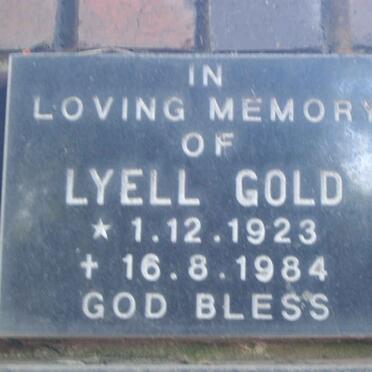 IN
LOVING MEMORY
OF
LYELL GOLD
* 1.12.1923
✝ 16.8.1984
GOD BLESS